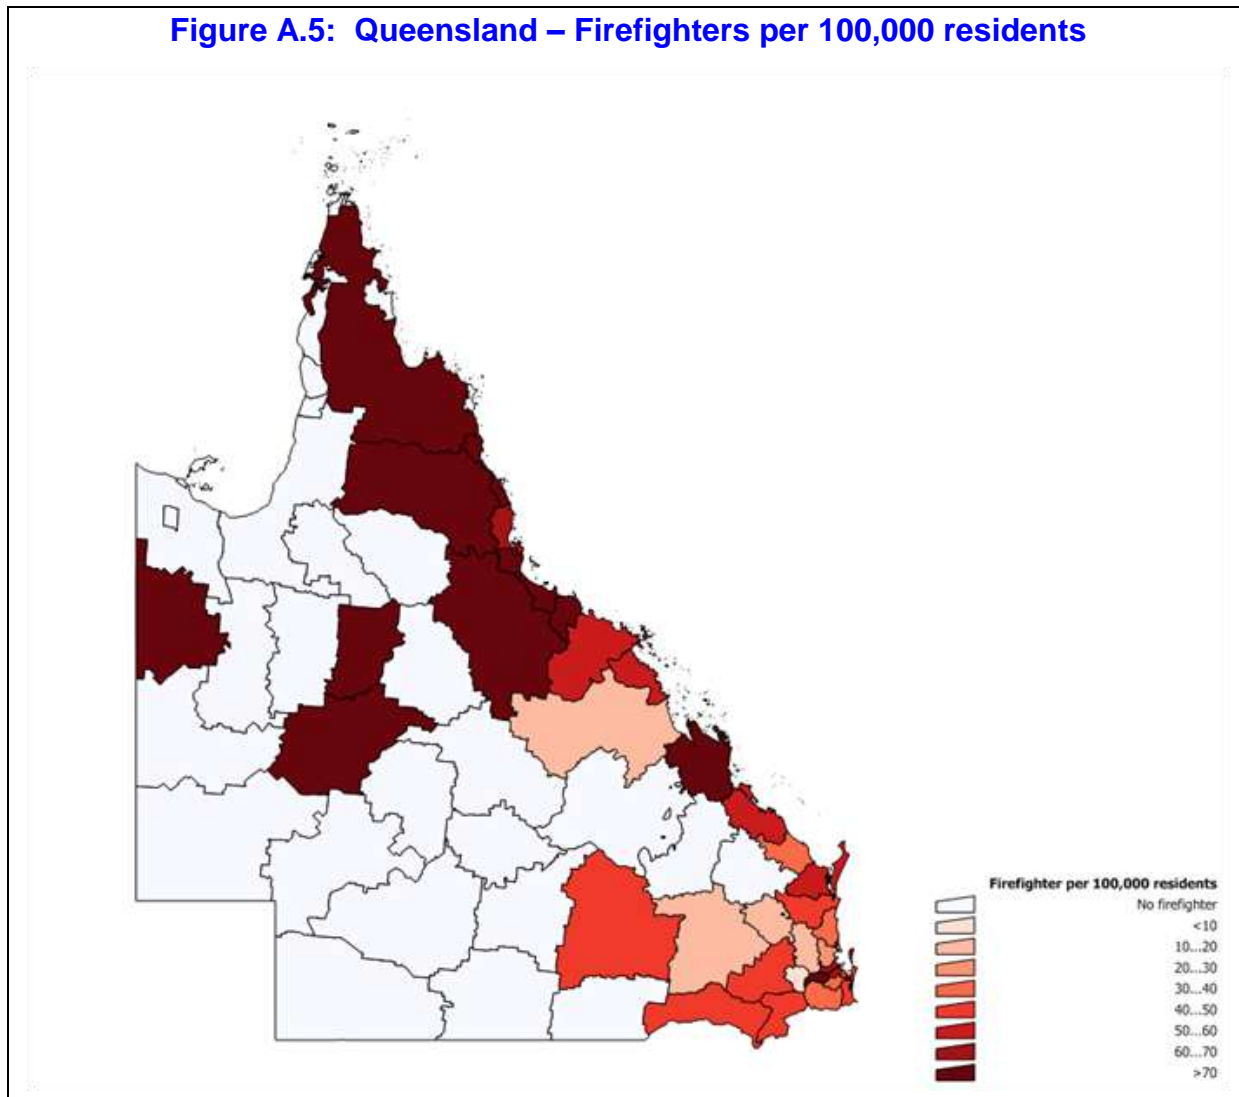 Figure A.5: Queensland – Firefighters per 100,000 residents
Firefighter per 100,000 residents
No firefighter
<10
10...20
20...30
30...40
40...50
50...60
60...70
>70